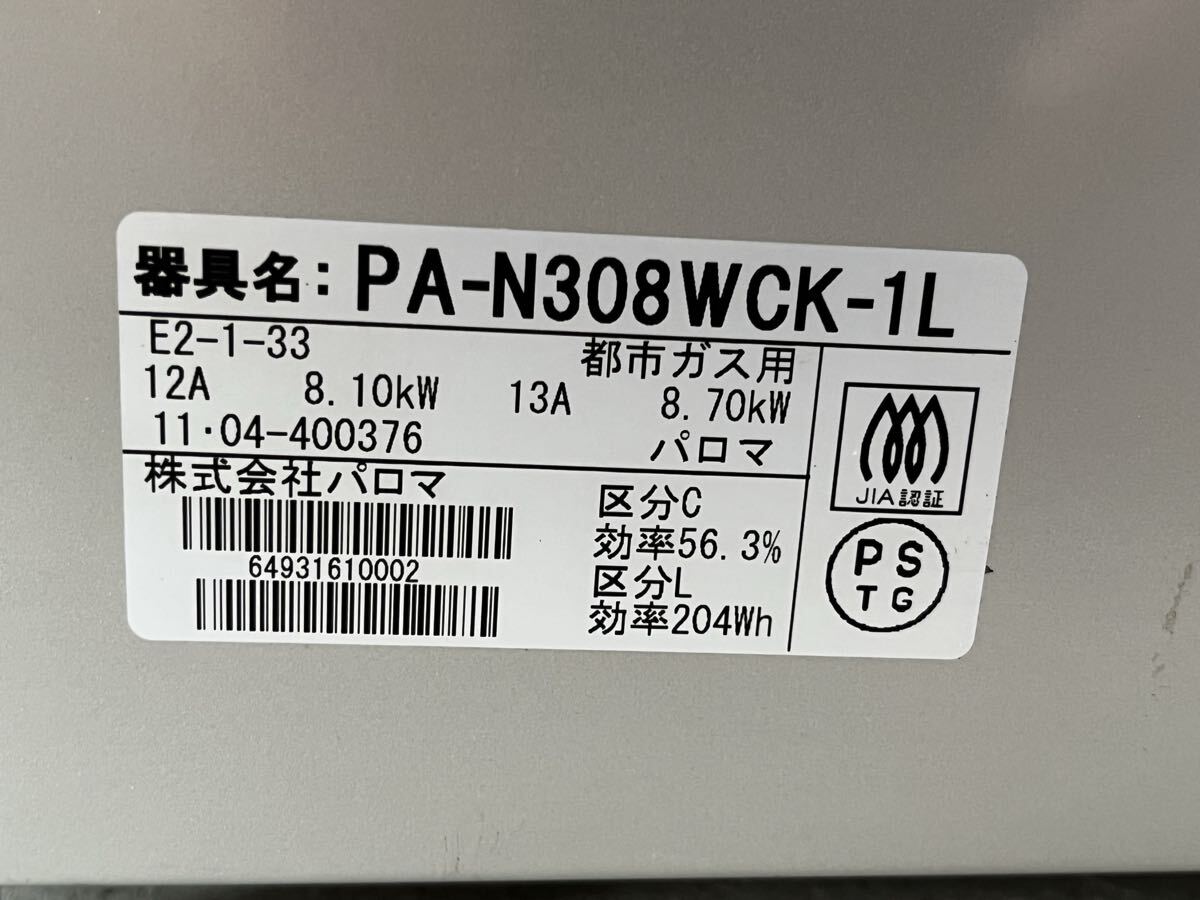 器具名: PA-N308WCK-1L
E2-1-33 都市ガス用
12A 8.10kW 13A 8.70kW
11・04-400376 パロマ
株式会社パロマ
64931610002
区分C
効率56.3%
区分L
効率204Wh
JIA認証
PS
TG